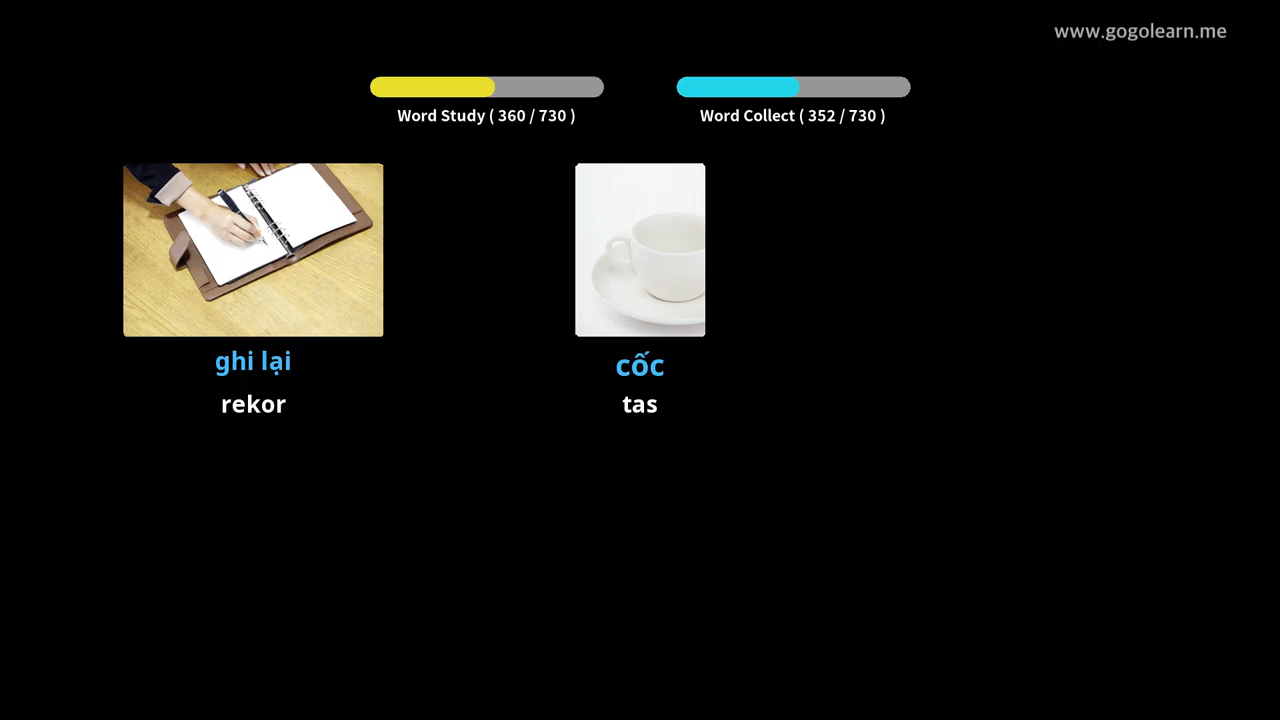 www.gogolearn.me
Word Study ( 360 / 730 )
Word Collect ( 352 / 730 )
ghi lại
rekor
cốc
tas